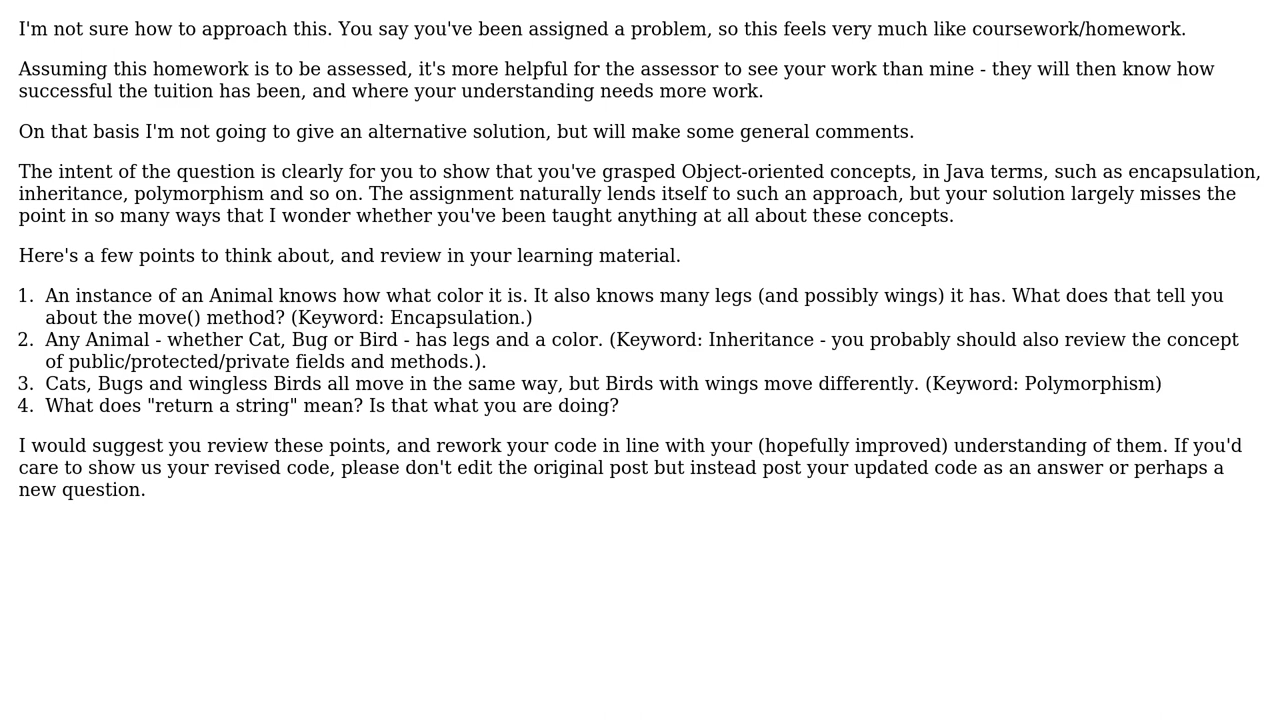 I'm not sure how to approach this. You say you've been assigned a problem, so this feels very much like coursework/homework.
Assuming this homework is to be assessed, it's more helpful for the assessor to see your work than mine - they will then know how
successful the tuition has been, and where your understanding needs more work.
On that basis I'm not going to give an alternative solution, but will make some general comments.
The intent of the question is clearly for you to show that you've grasped Object-oriented concepts, in Java terms, such as encapsulation,
inheritance, polymorphism and so on. The assignment naturally lends itself to such an approach, but your solution largely misses the
point in so many ways that I wonder whether you've been taught anything at all about these concepts.
Here's a few points to think about, and review in your learning material.
1. An instance of an Animal knows how what color it is. It also knows many legs (and possibly wings) it has. What does that tell you
about the move() method? (Keyword: Encapsulation.)
2. Any Animal - whether Cat, Bug or Bird - has legs and a color. (Keyword: Inheritance - you probably should also review the concept
of public/protected/private fields and methods.).
3. Cats, Bugs and wingless Birds all move in the same way, but Birds with wings move differently. (Keyword: Polymorphism)
4. What does "return a string" mean? Is that what you are doing?
I would suggest you review these points, and rework your code in line with your (hopefully improved) understanding of them. If you'd
care to show us your revised code, please don't edit the original post but instead post your updated code as an answer or perhaps a
new question.